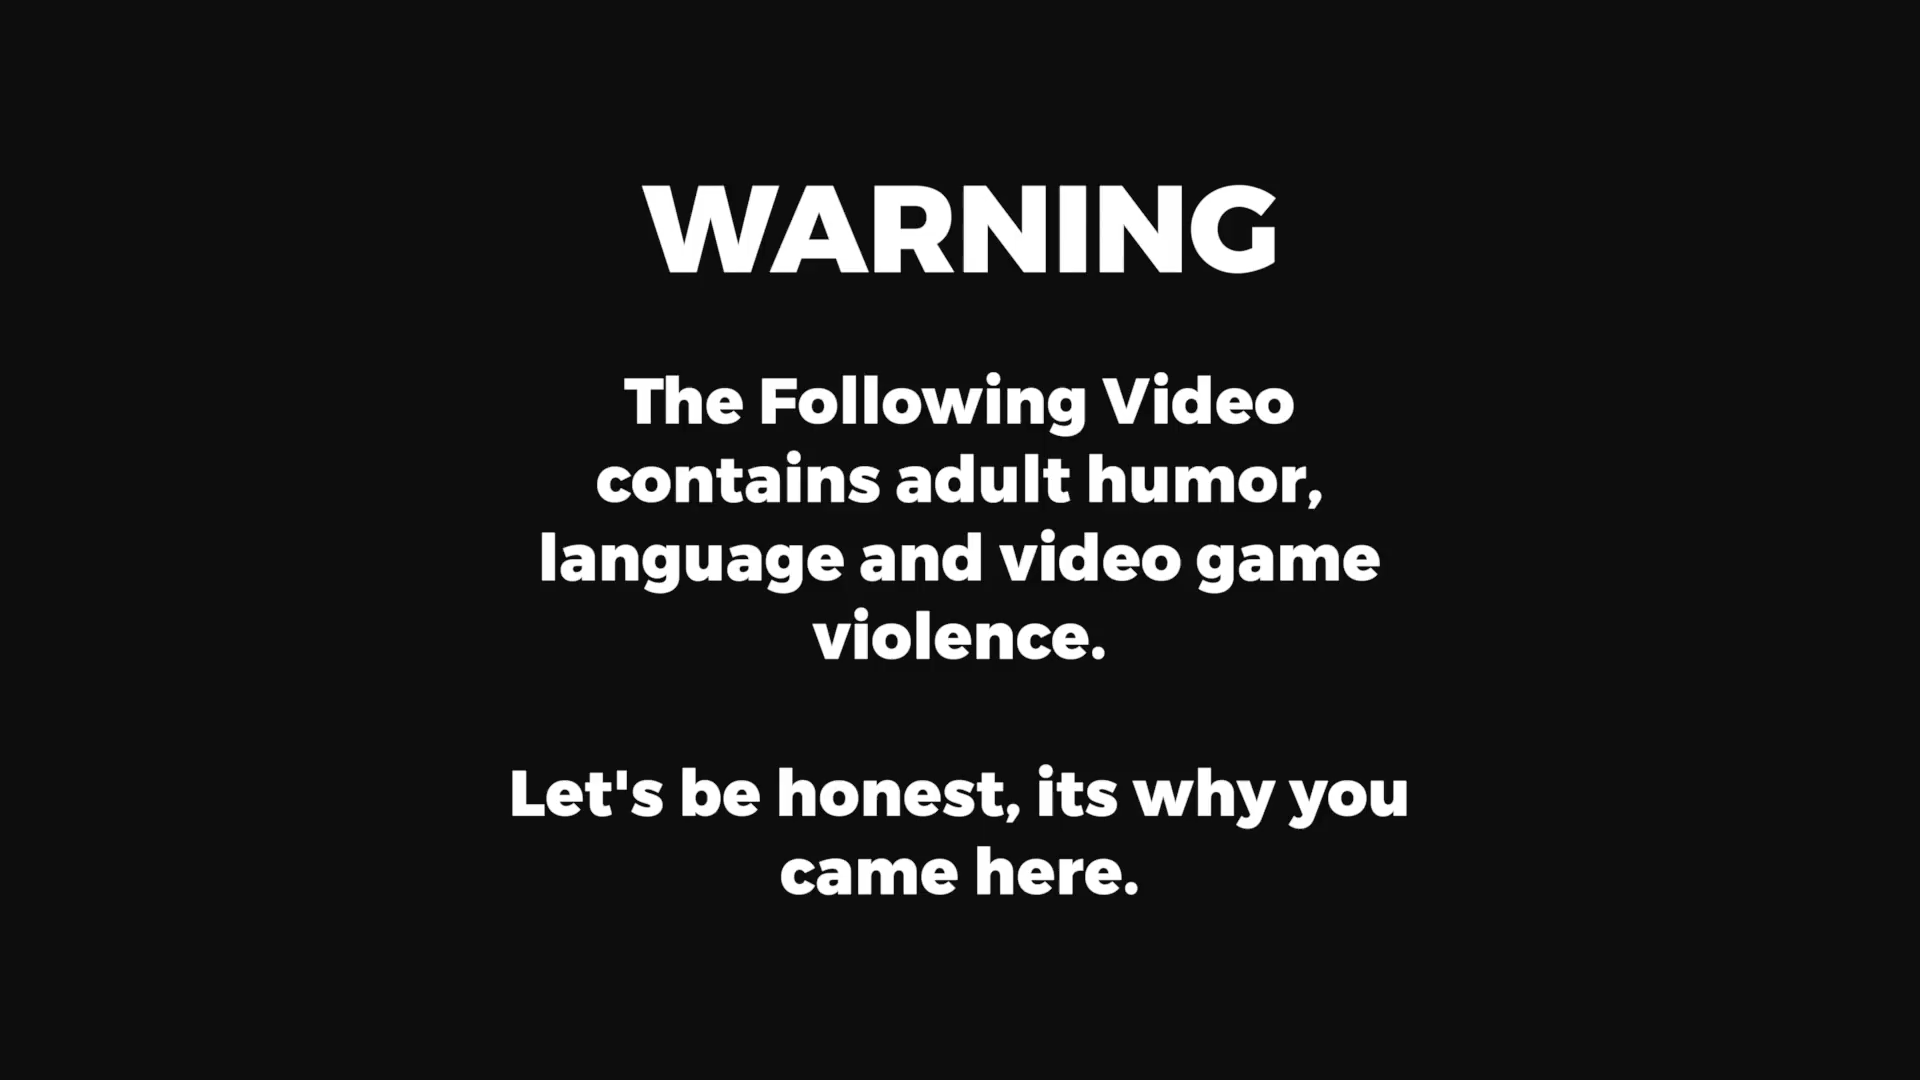 WARNING
The Following Video
contains adult humor,
language and video game
violence.
Let's be honest, its why you
came here.